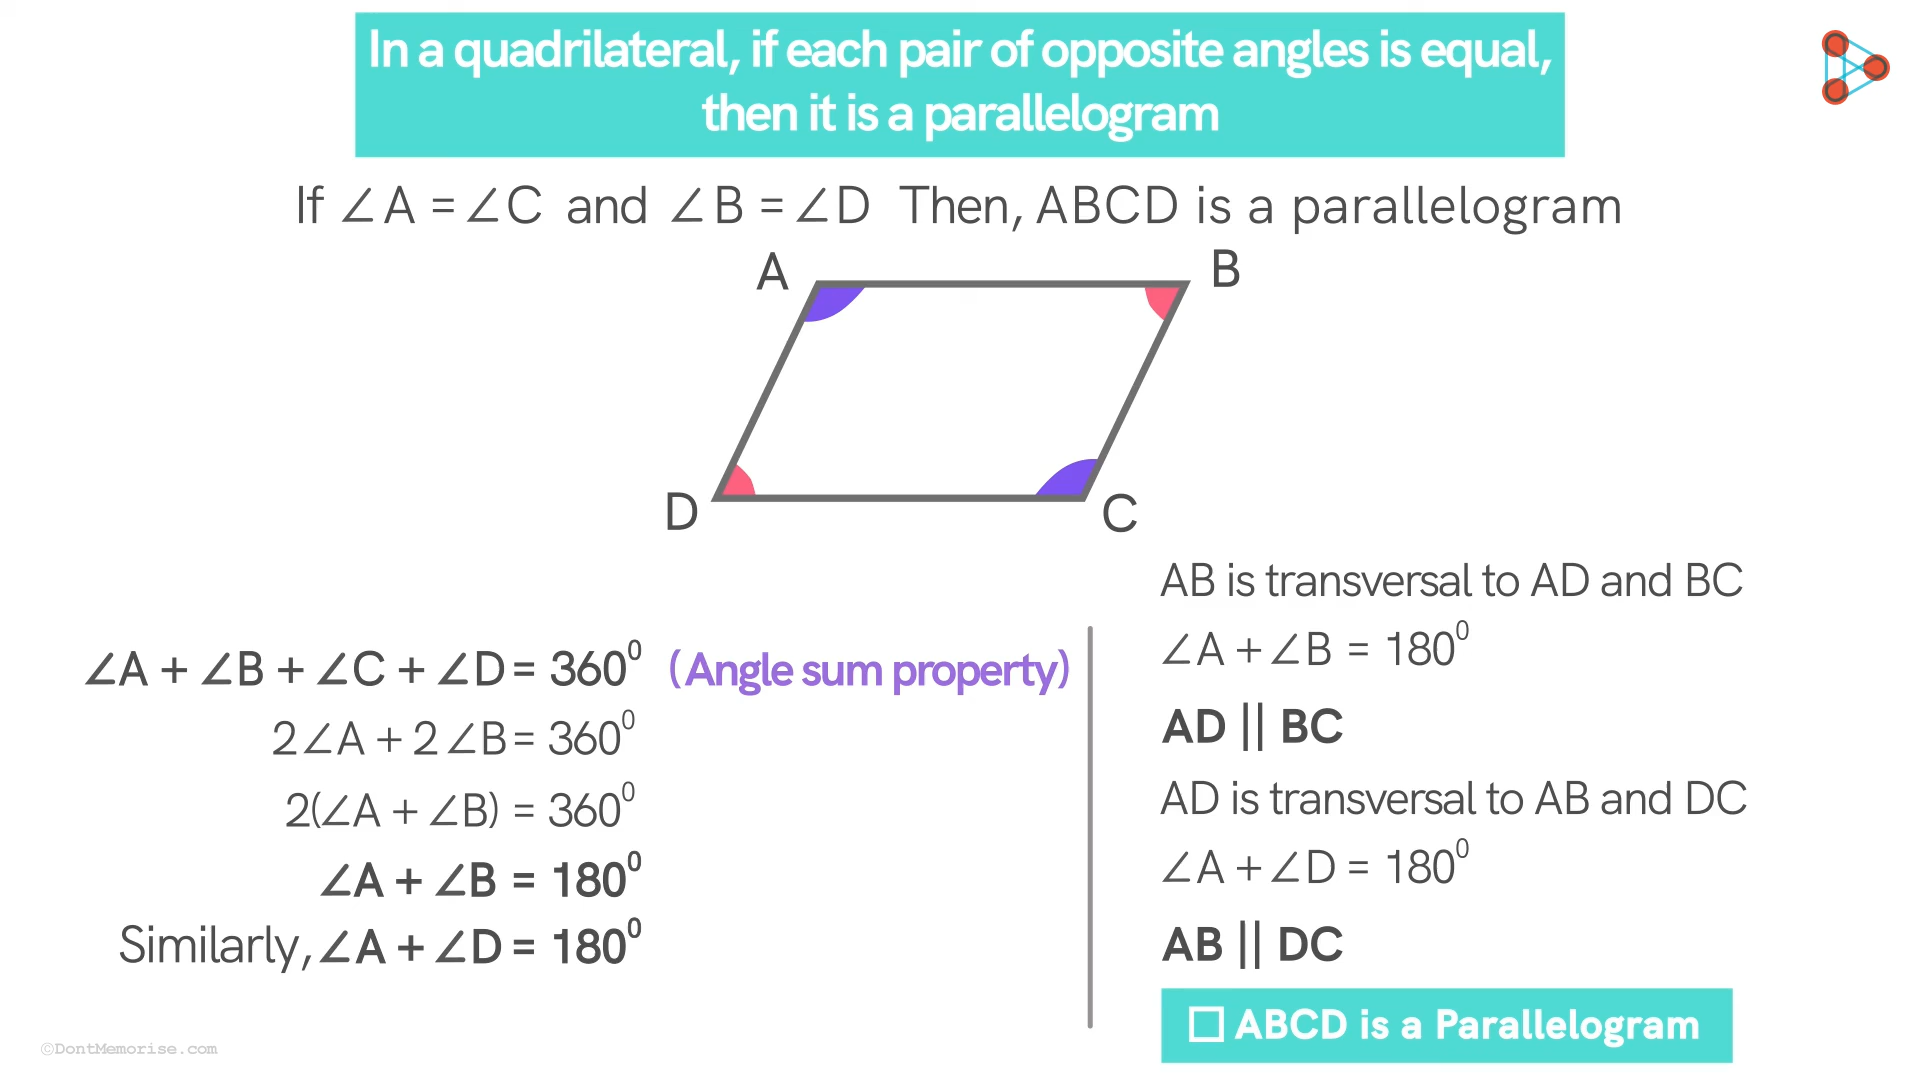 In a quadrilateral, if each pair of opposite angles is equal,
then it is a parallelogram
If ∠A = ∠C and ∠B = ∠D Then, ABCD is a parallelogram
A
B
D
C
∠A + ∠B + ∠C + ∠D = 360⁰ (Angle sum property)
2∠A + 2∠B = 360⁰
2(∠A + ∠B) = 360⁰
∠A + ∠B = 180⁰
Similarly, ∠A + ∠D = 180⁰
AB is transversal to AD and BC
∠A + ∠B = 180⁰
AD || BC
AD is transversal to AB and DC
∠A + ∠D = 180⁰
AB || DC
□ ABCD is a Parallelogram
©DontMemorise.com